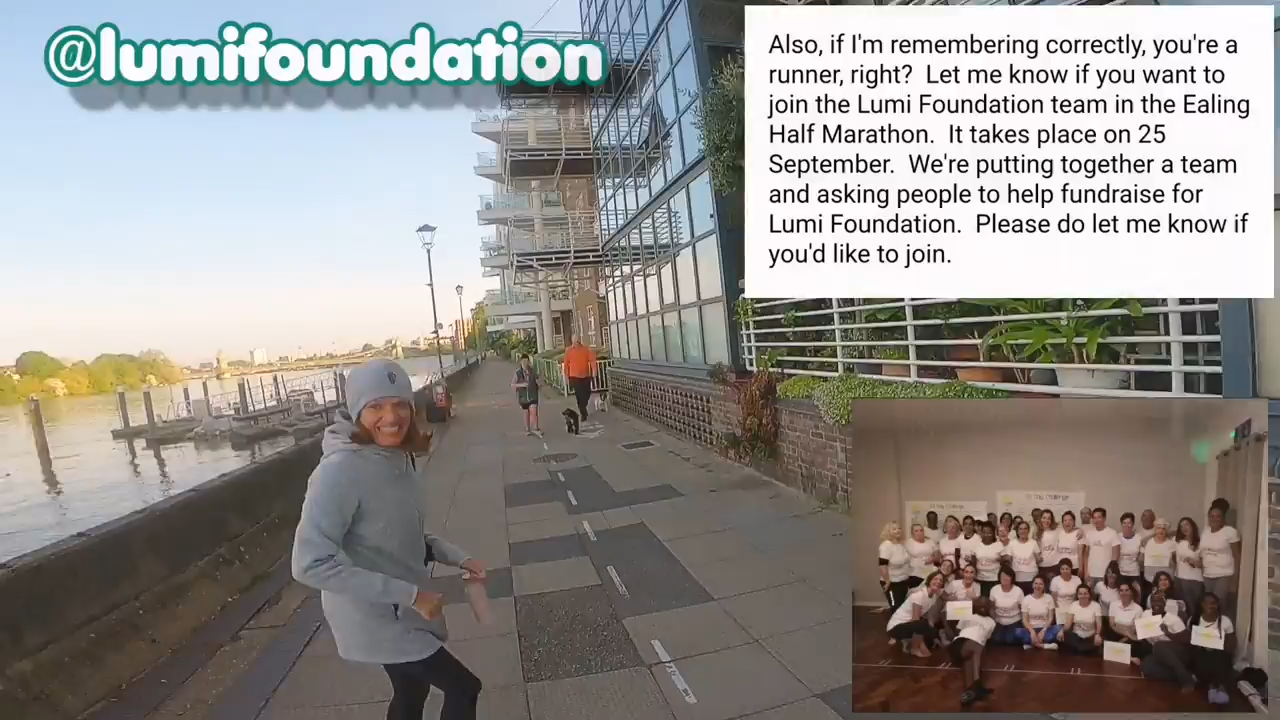 @lumifoundation
Also, if I'm remembering correctly, you're a
runner, right?  Let me know if you want to
join the Lumi Foundation team in the Ealing
Half Marathon.  It takes place on 25
September.  We're putting together a team
and asking people to help fundraise for
Lumi Foundation.  Please do let me know if
you'd like to join.